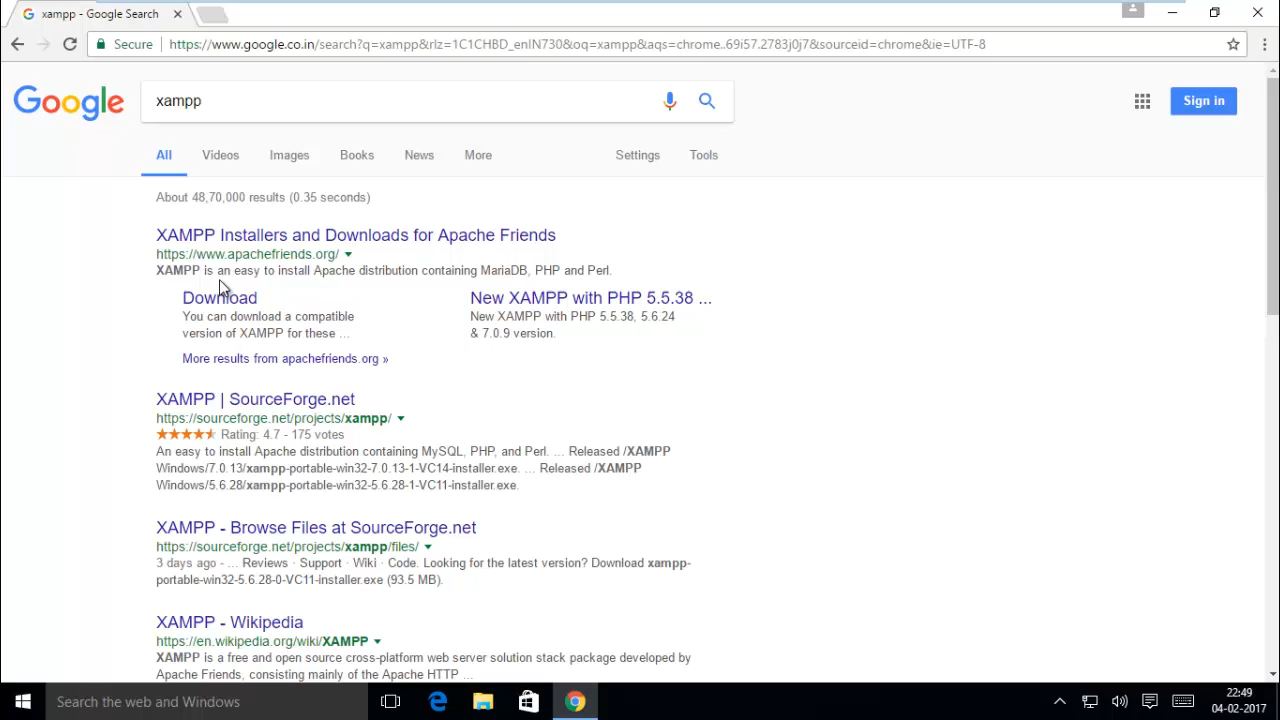 xampp - Google Search
Secure https://www.google.co.in/search?q=xampp&rlz=1C1CHBD_enIN730&oq=xampp&aqs=chrome..69i57.2783j0j7&sourceid=chrome&ie=UTF-8
Google xampp Sign in
All Videos Images Books News More Settings Tools
About 48,70,000 results (0.35 seconds)
XAMPP Installers and Downloads for Apache Friends
https://www.apachefriends.org/
XAMPP is an easy to install Apache distribution containing MariaDB, PHP and Perl.
Download
You can download a compatible
version of XAMPP for these ...
New XAMPP with PHP 5.5.38 ...
New XAMPP with PHP 5.5.38, 5.6.24
& 7.0.9 version.
More results from apachefriends.org »
XAMPP | SourceForge.net
https://sourceforge.net/projects/xampp/
Rating: 4.7 - 175 votes
An easy to install Apache distribution containing MySQL, PHP, and Perl. ... Released /XAMPP
Windows/7.0.13/xampp-portable-win32-7.0.13-1-VC14-installer.exe. ... Released /XAMPP
Windows/5.6.28/xampp-portable-win32-5.6.28-1-VC11-installer.exe.
XAMPP - Browse Files at SourceForge.net
https://sourceforge.net/projects/xampp/files/
3 days ago - ... Reviews · Support · Wiki · Code. Looking for the latest version? Download xampp-
portable-win32-5.6.28-0-VC11-installer.exe (93.5 MB).
XAMPP - Wikipedia
https://en.wikipedia.org/wiki/XAMPP
XAMPP is a free and open source cross-platform web server solution stack package developed by
Apache Friends, consisting mainly of the Apache HTTP ...
Search the web and Windows
22:49
04-02-2017